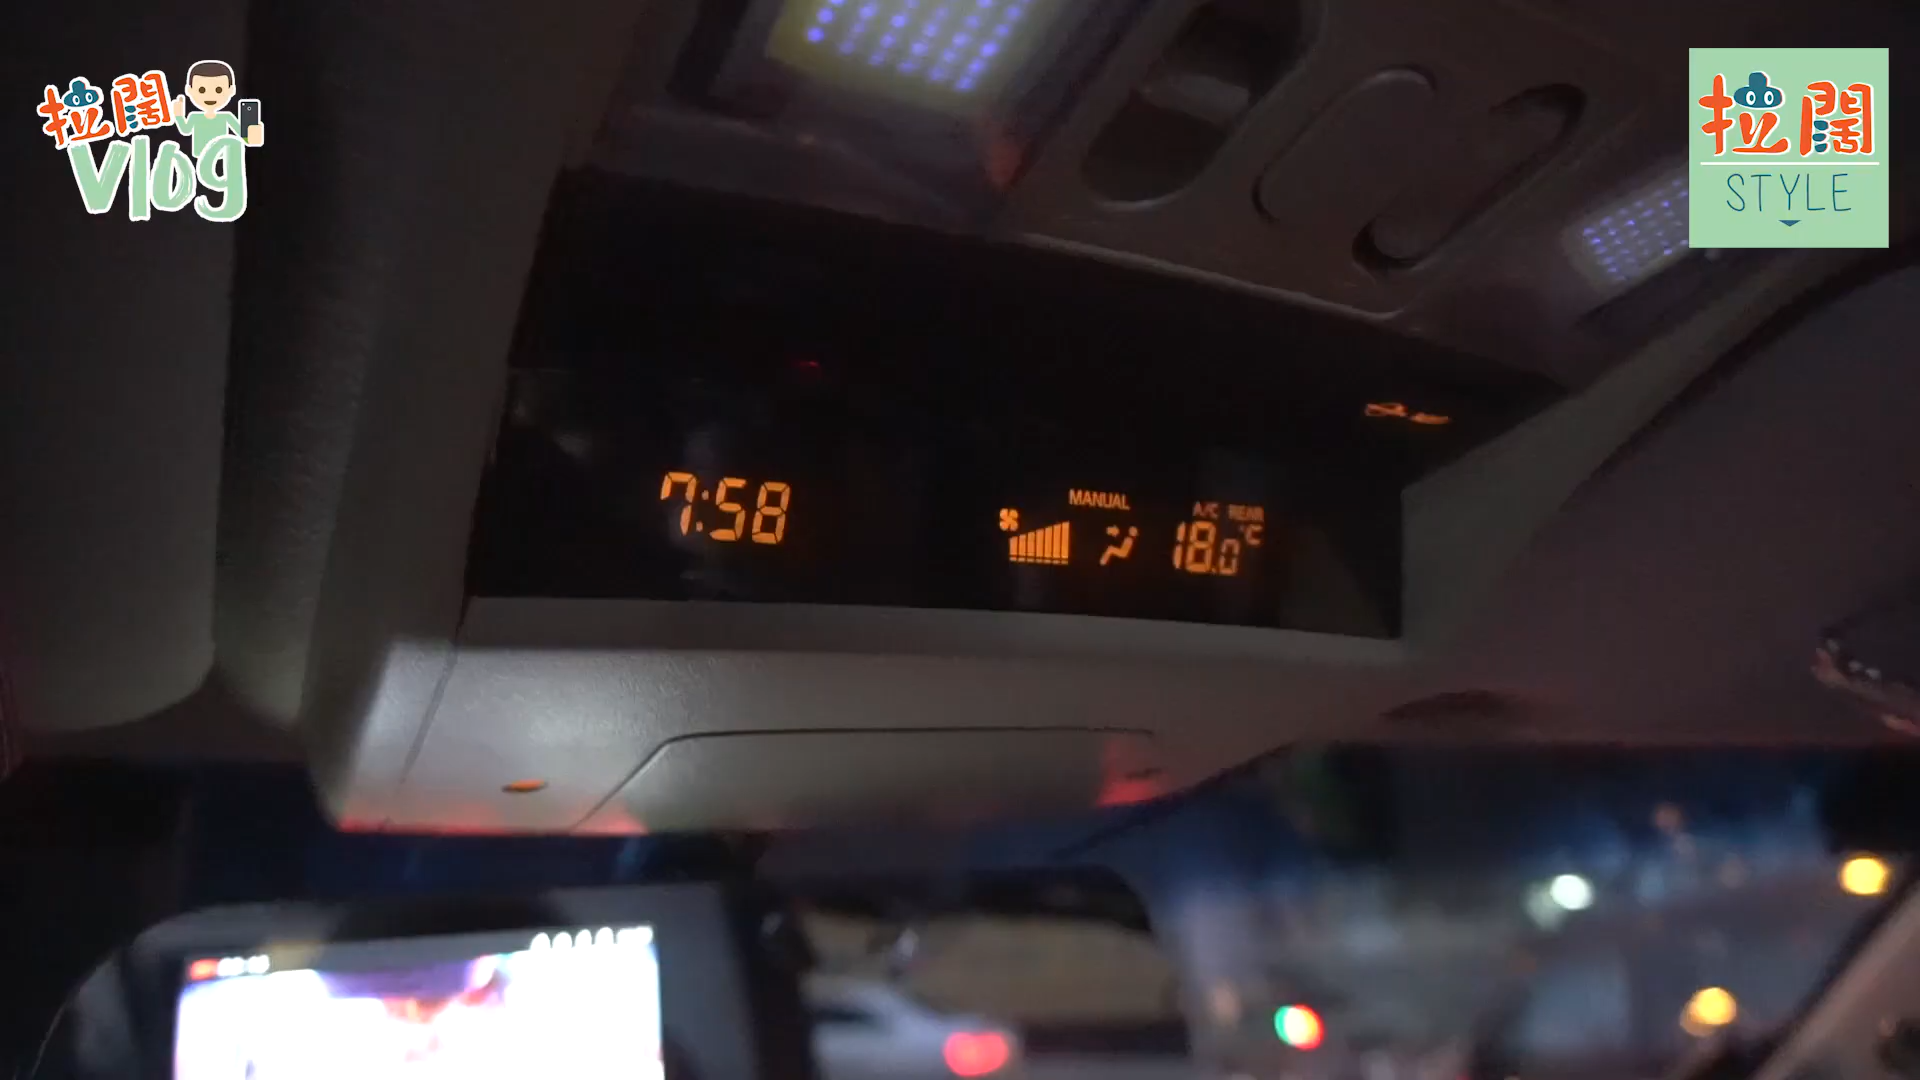 拉闊
vlog
拉闊
STYLE
7:58
MANUAL
A/C REAR
18.0°C